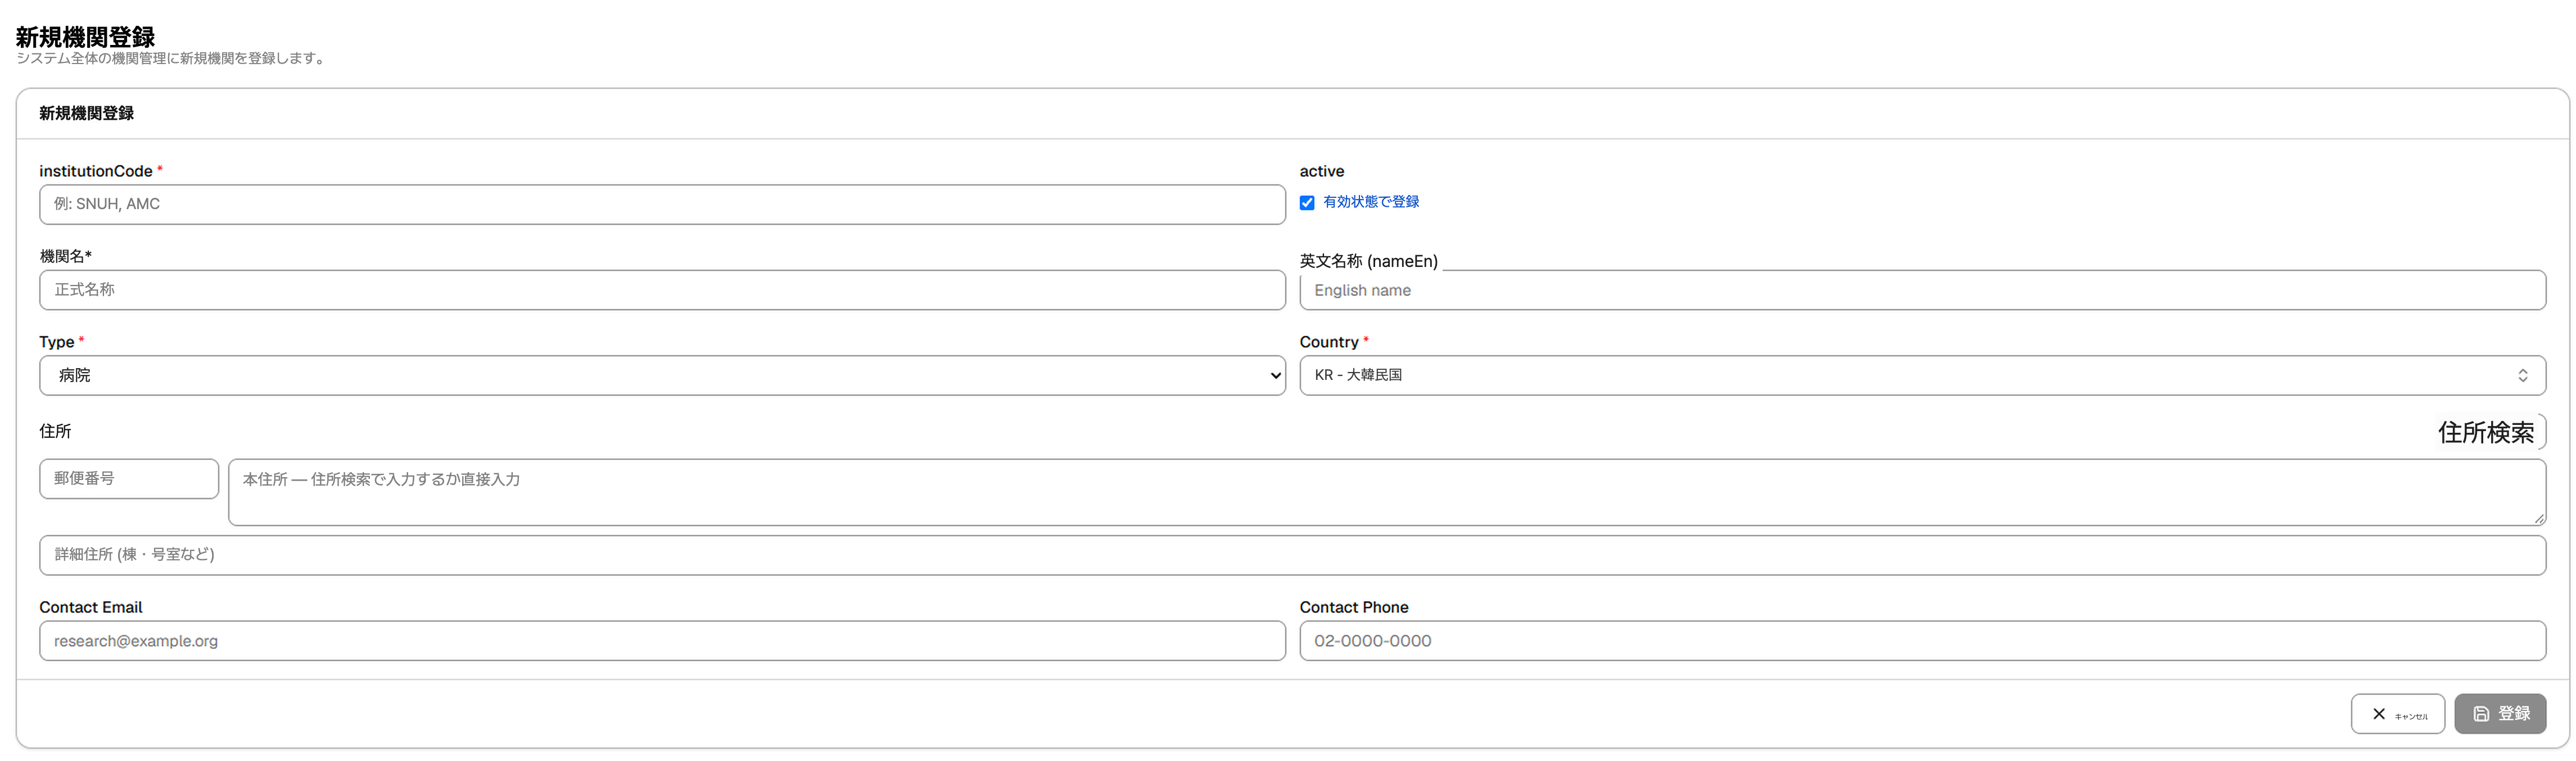 新規機関登録
システム全体の機関管理に新規機関を登録します。
新規機関登録
institutionCode *
例: SNUH, AMC
active
有効状態で登録
機関名*
正式名称
英文名称 (nameEn)
English name
Type *
病院
Country *
KR - 大韓民国
住所
住所検索
郵便番号
本住所 — 住所検索で入力するか直接入力
詳細住所 (棟・号室など)
Contact Email
research@example.org
Contact Phone
02-0000-0000
キャンセル
登録